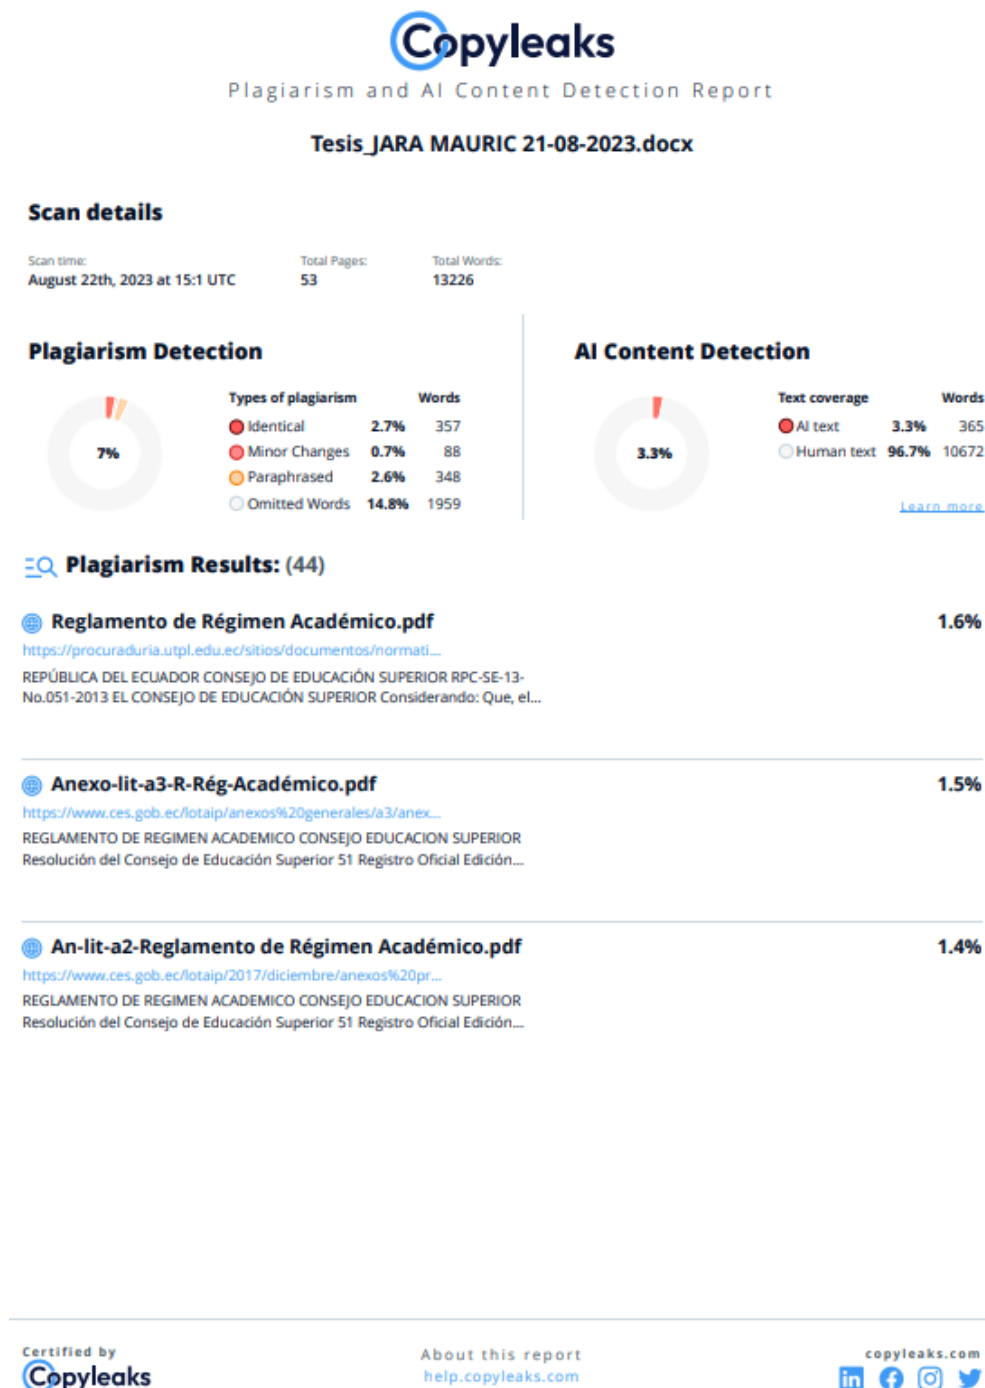 Copyleaks
Plagiarism and AI Content Detection Report
Tesis_JARA MAURIC 21-08-2023.docx
Scan details
Scan time: Total Pages: Total Words:
August 22th, 2023 at 15:1 UTC 53 13226
Plagiarism Detection
7%
Types of plagiarism Words
Identical 2.7% 357
Minor Changes 0.7% 88
Paraphrased 2.6% 348
Omitted Words 14.8% 1959
AI Content Detection
3.3%
Text coverage Words
AI text 3.3% 365
Human text 96.7% 10672
Learn more
Plagiarism Results: (44)
Reglamento de Régimen Académico.pdf 1.6%
https://procuraduria.utpl.edu.ec/sitios/documentos/normati...
REPÚBLICA DEL ECUADOR CONSEJO DE EDUCACIÓN SUPERIOR RPC-SE-13-
No.051-2013 EL CONSEJO DE EDUCACIÓN SUPERIOR Considerando: Que, el...
Anexo-lit-a3-R-Rég-Académico.pdf 1.5%
https://www.ces.gob.ec/lotaip/anexos%20generales/a3/anex...
REGLAMENTO DE REGIMEN ACADEMICO CONSEJO EDUCACION SUPERIOR
Resolución del Consejo de Educación Superior 51 Registro Oficial Edición...
An-lit-a2-Reglamento de Régimen Académico.pdf 1.4%
https://www.ces.gob.ec/lotaip/2017/diciembre/anexos%20pr...
REGLAMENTO DE REGIMEN ACADEMICO CONSEJO EDUCACION SUPERIOR
Resolución del Consejo de Educación Superior 51 Registro Oficial Edición...
Certified by
Copyleaks
About this report
help.copyleaks.com
copyleaks.com